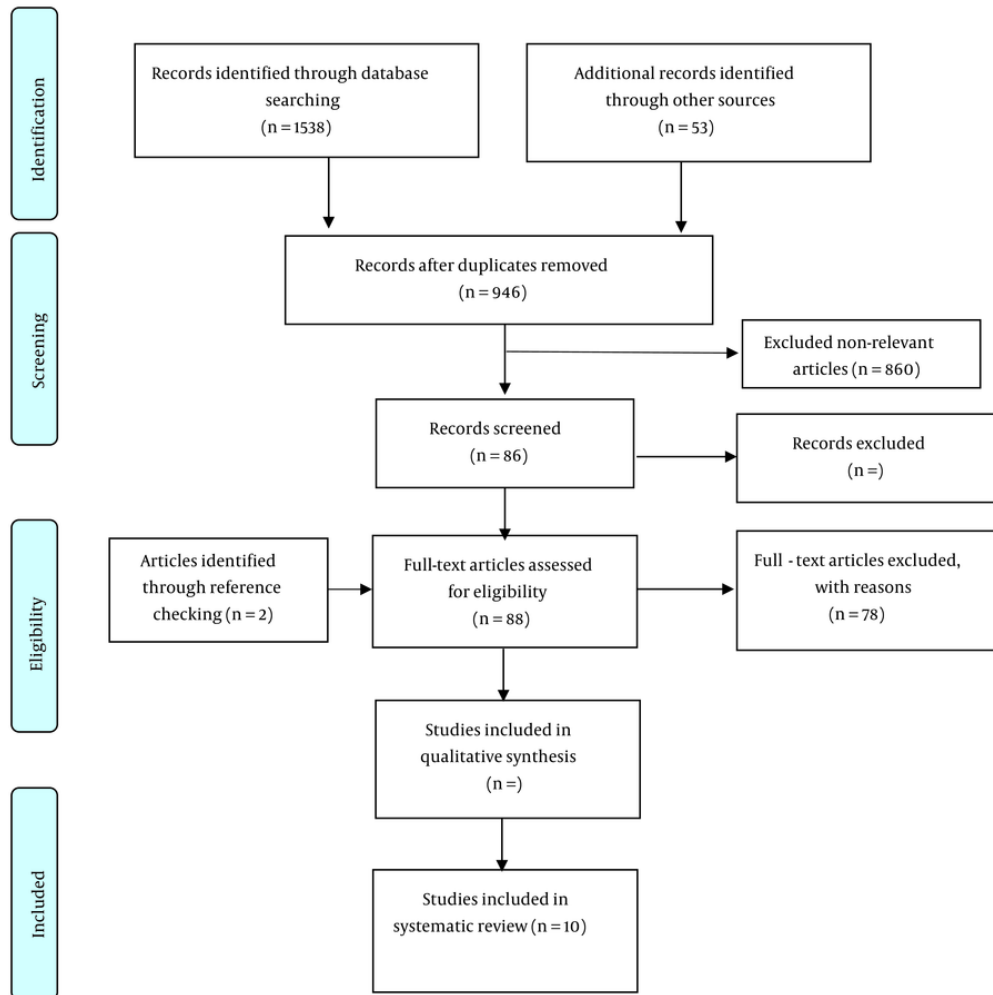 Identification
Records identified through database
searching
(n = 1538)
Additional records identified
through other sources
(n = 53)
Screening
Records after duplicates removed
(n = 946)
Excluded non-relevant
articles (n = 860)
Records screened
(n = 86)
Records excluded
(n =)
Eligibility
Articles identified
through reference
checking (n = 2)
Full-text articles assessed
for eligibility
(n = 88)
Full - text articles excluded,
with reasons
(n = 78)
Studies included in
qualitative synthesis
(n =)
Included
Studies included in
systematic review (n = 10)